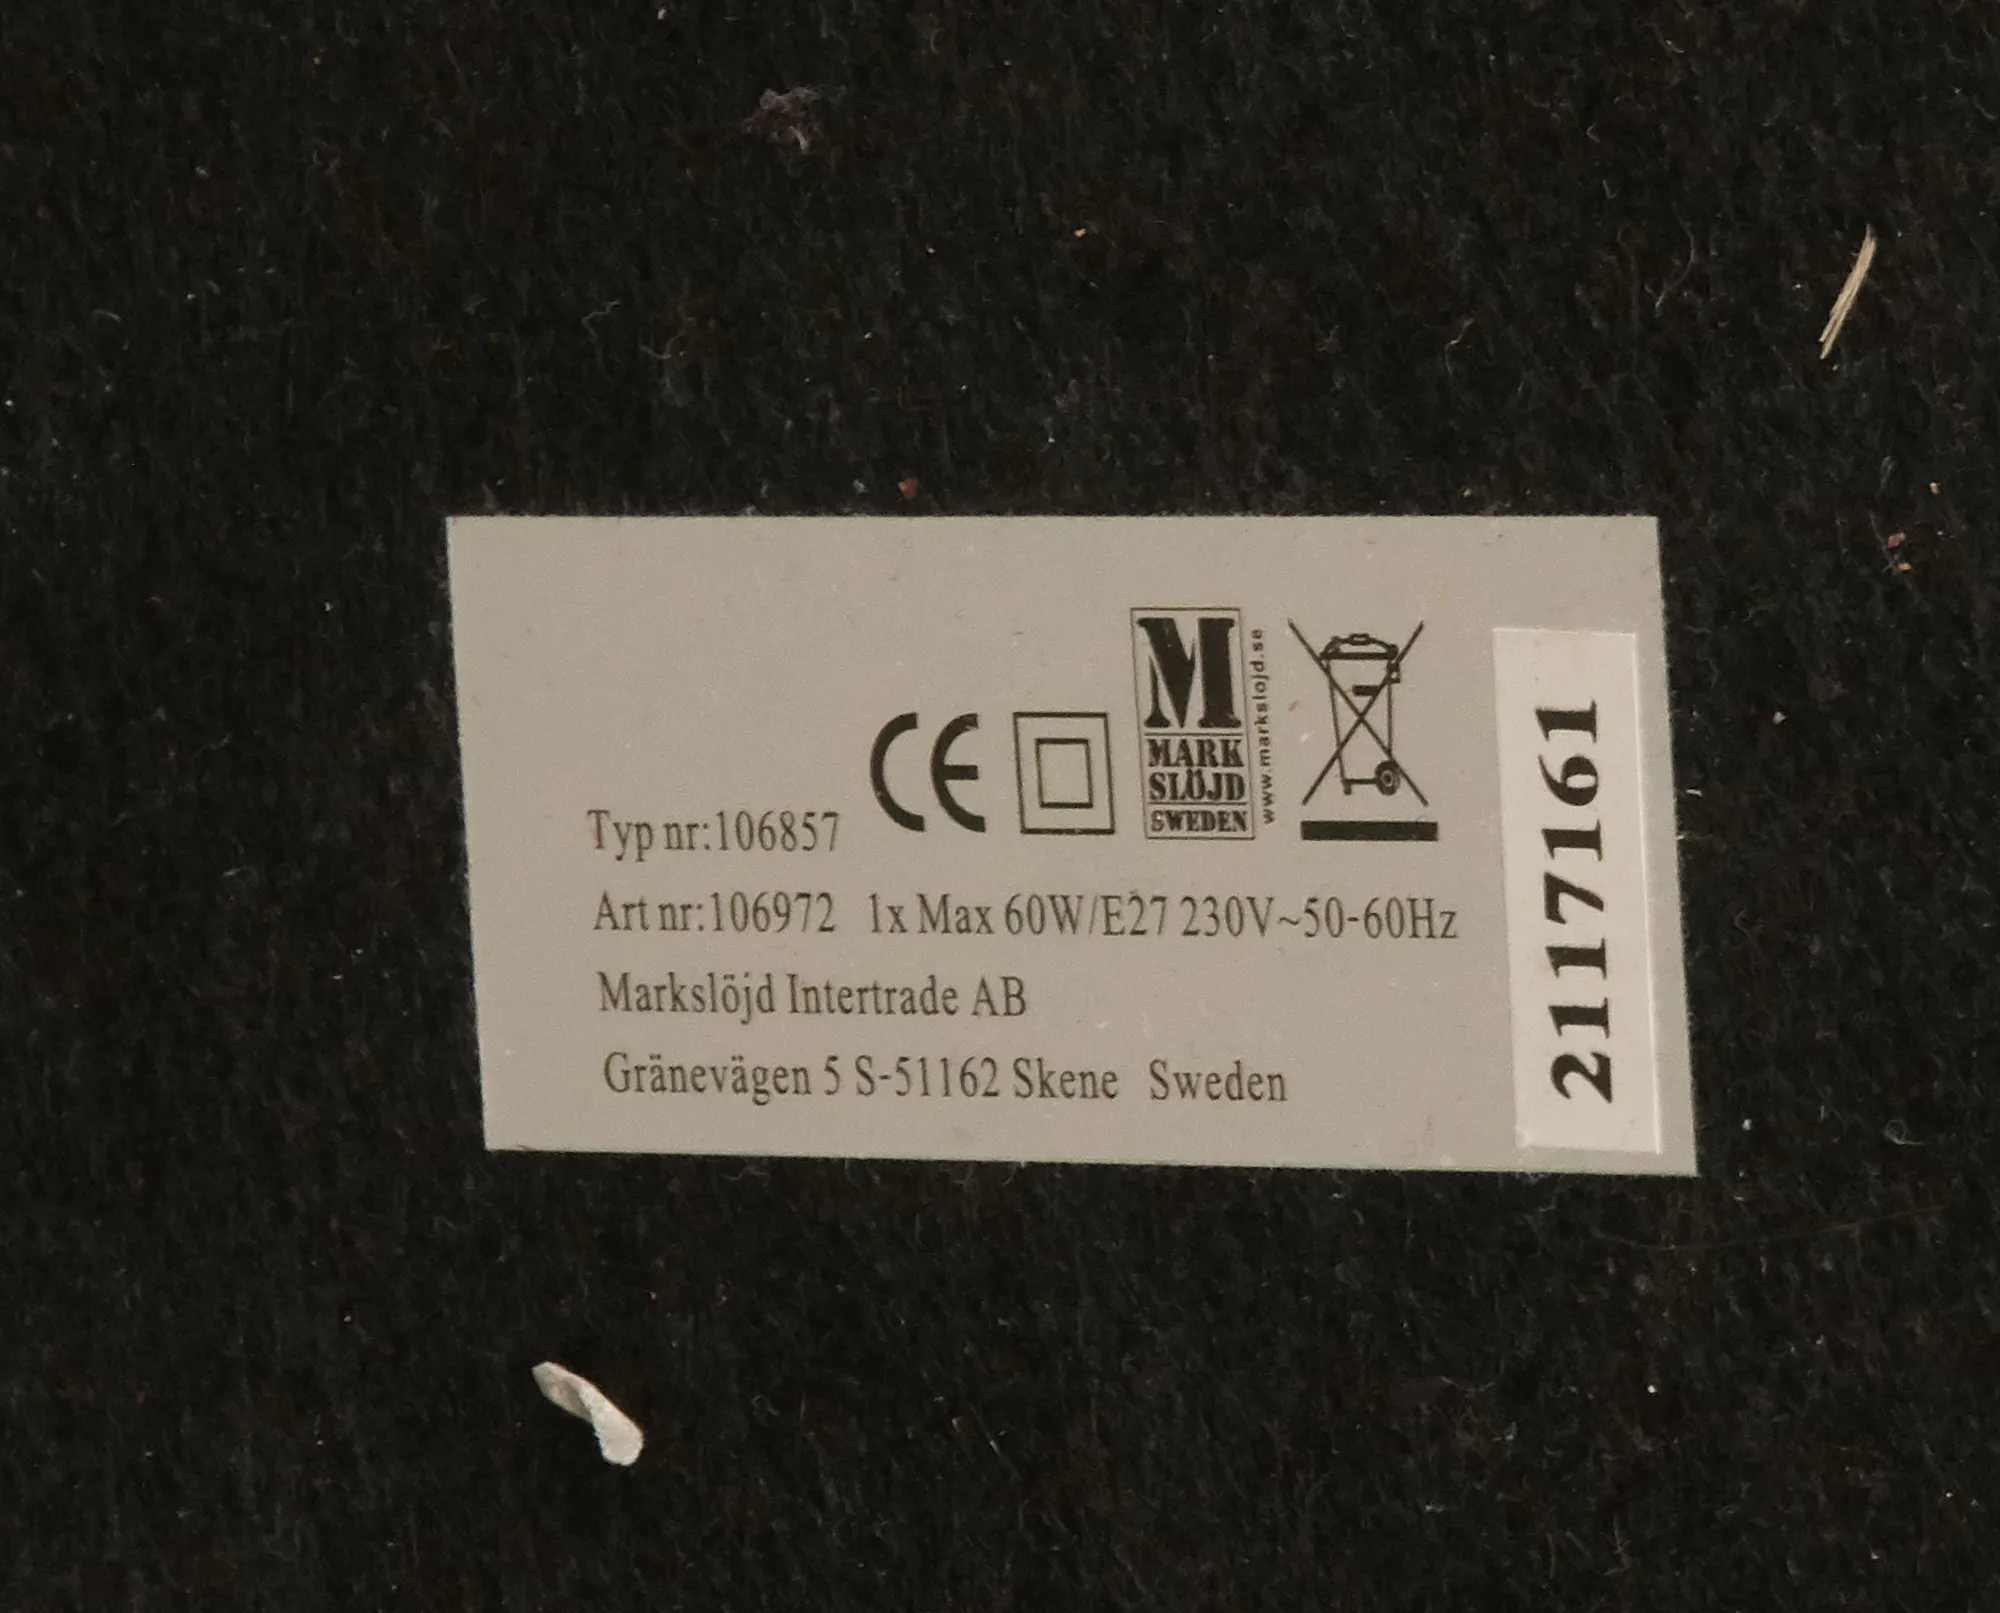 M
MARK
SLÖJD
SWEDEN
www.markslojd.se
CE
Typ nr:106857
Art nr:106972 1x Max 60W/E27 230V~50-60Hz
Markslöjd Intertrade AB
Gränevägen 5 S-51162 Skene Sweden
2117161